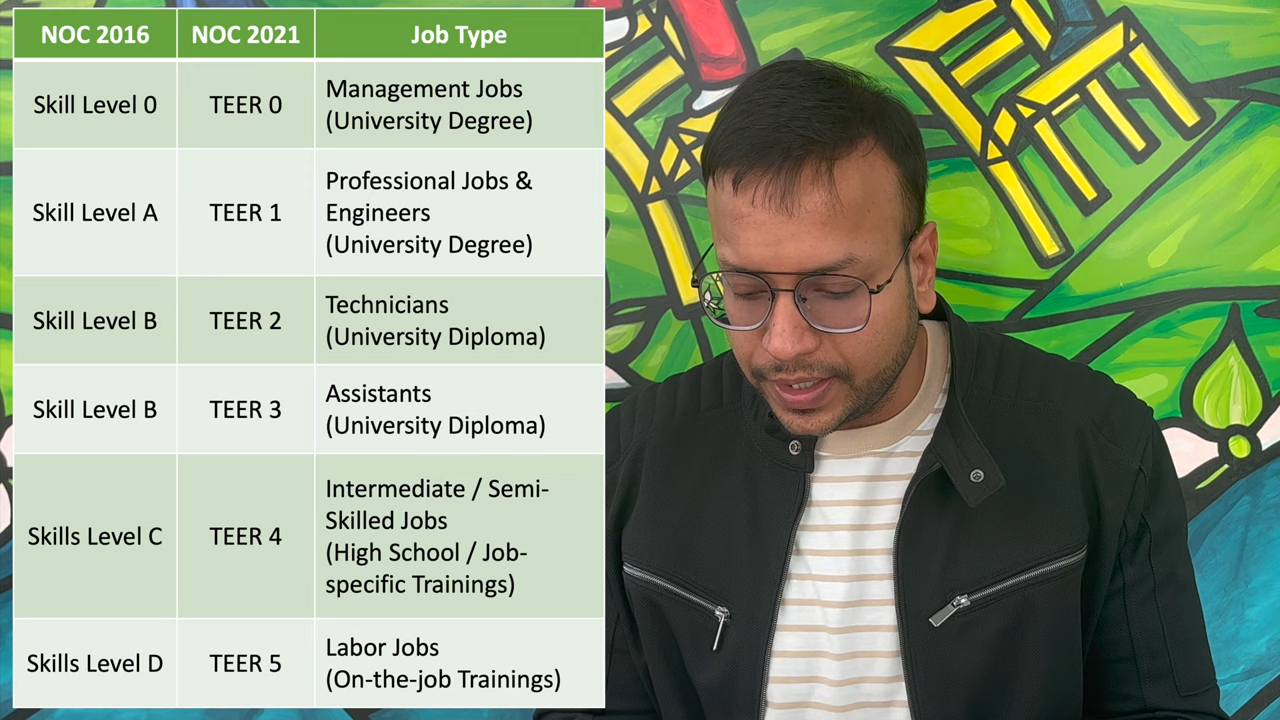 NOC 2016 NOC 2021 Job Type
Skill Level 0 TEER 0 Management Jobs
(University Degree)
Skill Level A TEER 1 Professional Jobs &
Engineers
(University Degree)
Skill Level B TEER 2 Technicians
(University Diploma)
Skill Level B TEER 3 Assistants
(University Diploma)
Skills Level C TEER 4 Intermediate / Semi-
Skilled Jobs
(High School / Job-
specific Trainings)
Skills Level D TEER 5 Labor Jobs
(On-the-job Trainings)